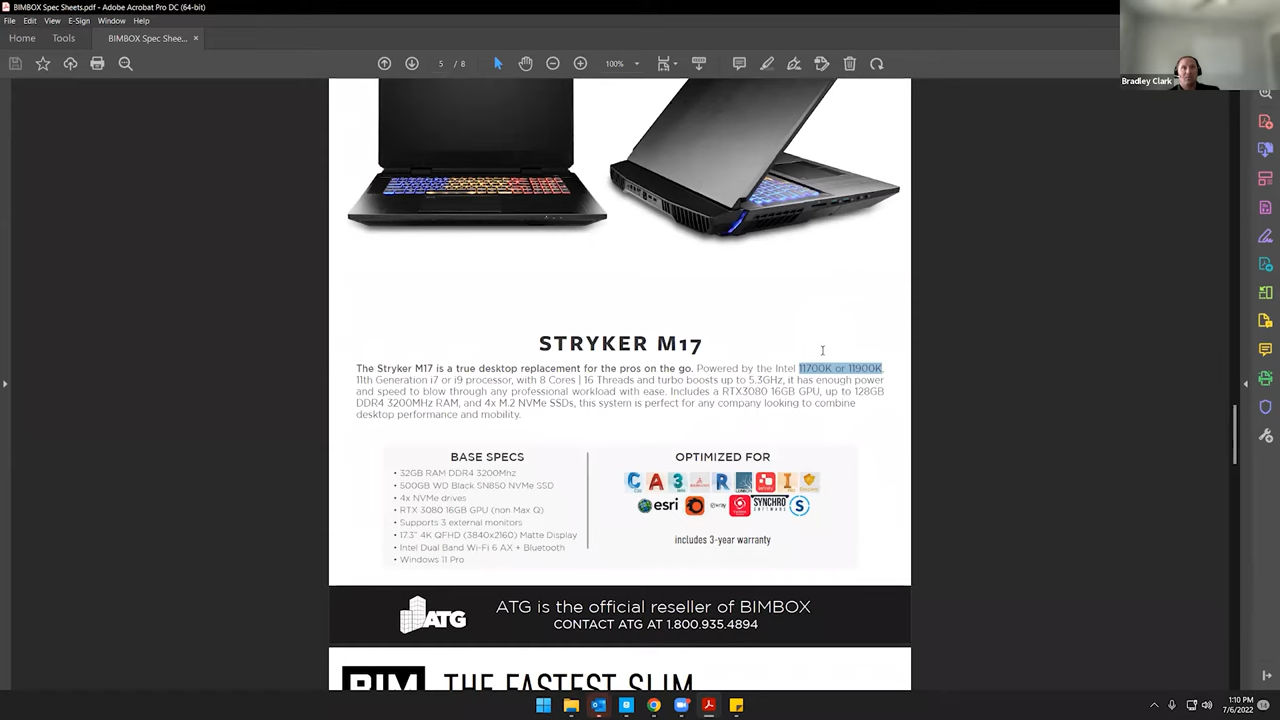 BIMBOX Spec Sheets.pdf - Adobe Acrobat Pro DC (64-bit)
File Edit View E-Sign Window Help
Home Tools BIMBOX Spec Shee... ×
5 / 8 100%
Bradley Clark
STRYKER M17
The Stryker M17 is a true desktop replacement for the pros on the go. Powered by the Intel 11700K or 11900K,
11th Generation i7 or i9 processor, with 8 Cores | 16 Threads and turbo boosts up to 5.3GHz, it has enough power
and speed to blow through any professional workload with ease. Includes a RTX3080 16GB GPU, up to 128GB
DDR4 3200MHz RAM, and 4x M.2 NVMe SSDs, this system is perfect for any company looking to combine
desktop performance and mobility.
BASE SPECS
• 32GB RAM DDR4 3200Mhz
• 500GB WD Black SN850 NVMe SSD
• 4x NVMe drives
• RTX 3080 16GB GPU (non Max Q)
• Supports 3 external monitors
• 17.3" 4K QFHD (3840x2160) Matte Display
• Intel Dual Band Wi-Fi 6 AX + Bluetooth
• Windows 11 Pro
OPTIMIZED FOR
C A 3 R I
esri SYNCHRO S
includes 3-year warranty
ATG
ATG is the official reseller of BIMBOX
CONTACT ATG AT 1.800.935.4894
BIM THE FASTEST SLIM
1:10 PM
7/6/2022